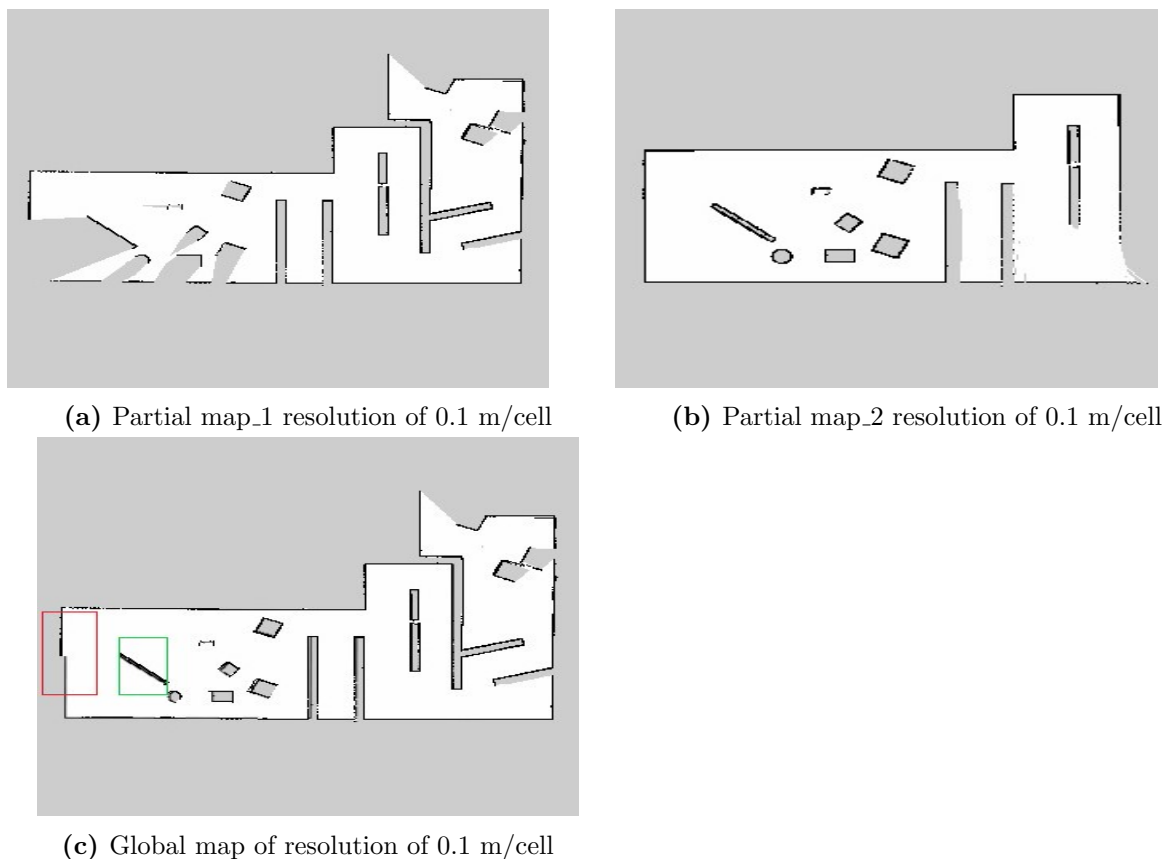 (a) Partial map_1 resolution of 0.1 m/cell
(b) Partial map_2 resolution of 0.1 m/cell
(c) Global map of resolution of 0.1 m/cell